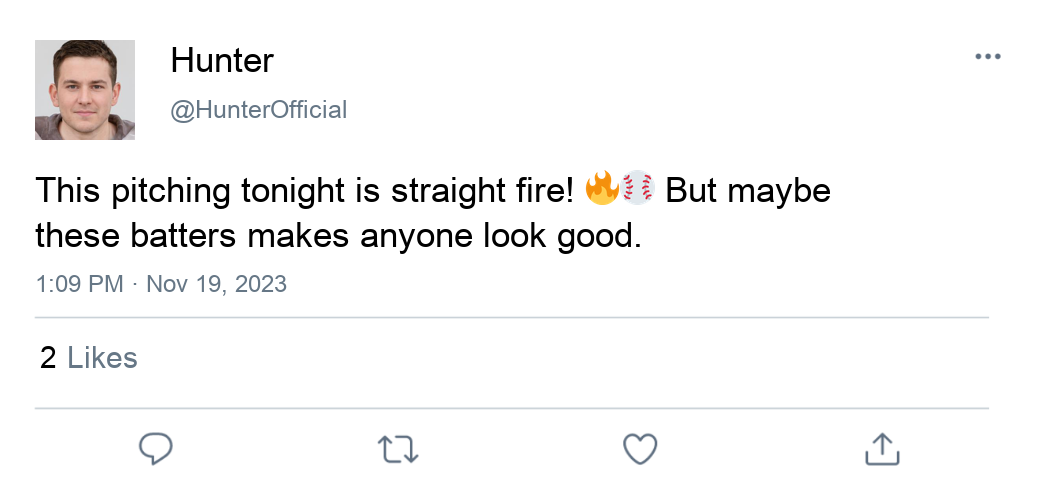 Hunter
@HunterOfficial
This pitching tonight is straight fire! 🔥⚾ But maybe
these batters makes anyone look good.
1:09 PM · Nov 19, 2023
2 Likes